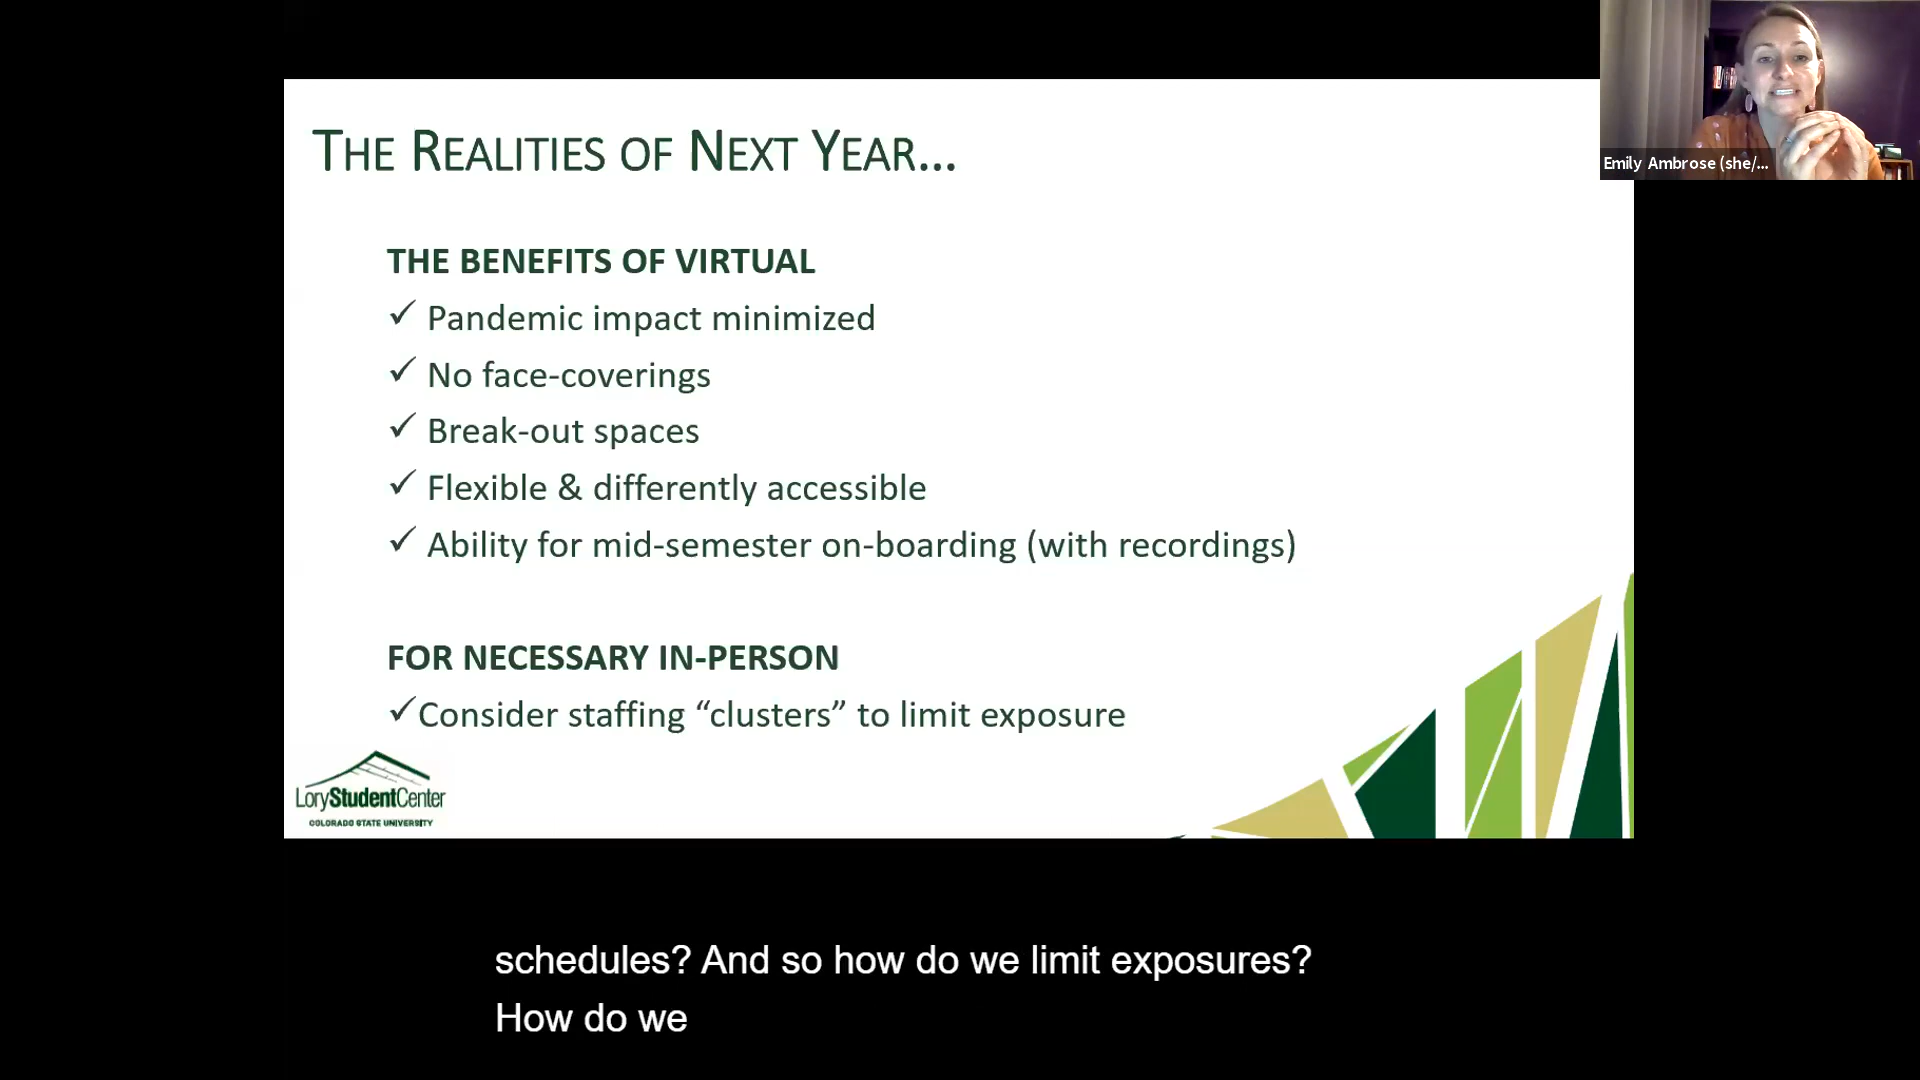 Emily Ambrose (she/...
THE REALITIES OF NEXT YEAR...
THE BENEFITS OF VIRTUAL
✓ Pandemic impact minimized
✓ No face-coverings
✓ Break-out spaces
✓ Flexible & differently accessible
✓ Ability for mid-semester on-boarding (with recordings)
FOR NECESSARY IN-PERSON
✓Consider staffing “clusters” to limit exposure
LoryStudentCenter
COLORADO STATE UNIVERSITY
schedules? And so how do we limit exposures?
How do we